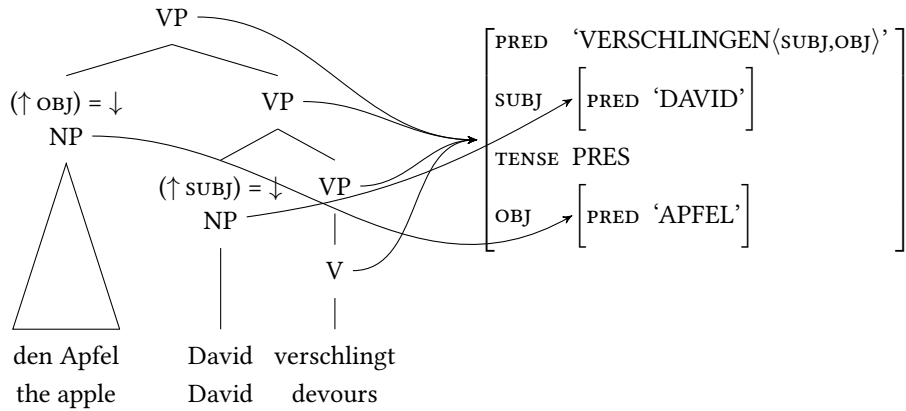 VP
(↑ OBJ) = ↓
NP
VP
(↑ SUBJ) = ↓
NP
VP
V
den Apfel David verschlingt
the apple David devours
PRED ‘VERSCHLINGEN⟨SUBJ,OBJ⟩’
SUBJ [PRED ‘DAVID’]
TENSE PRES
OBJ [PRED ‘APFEL’]